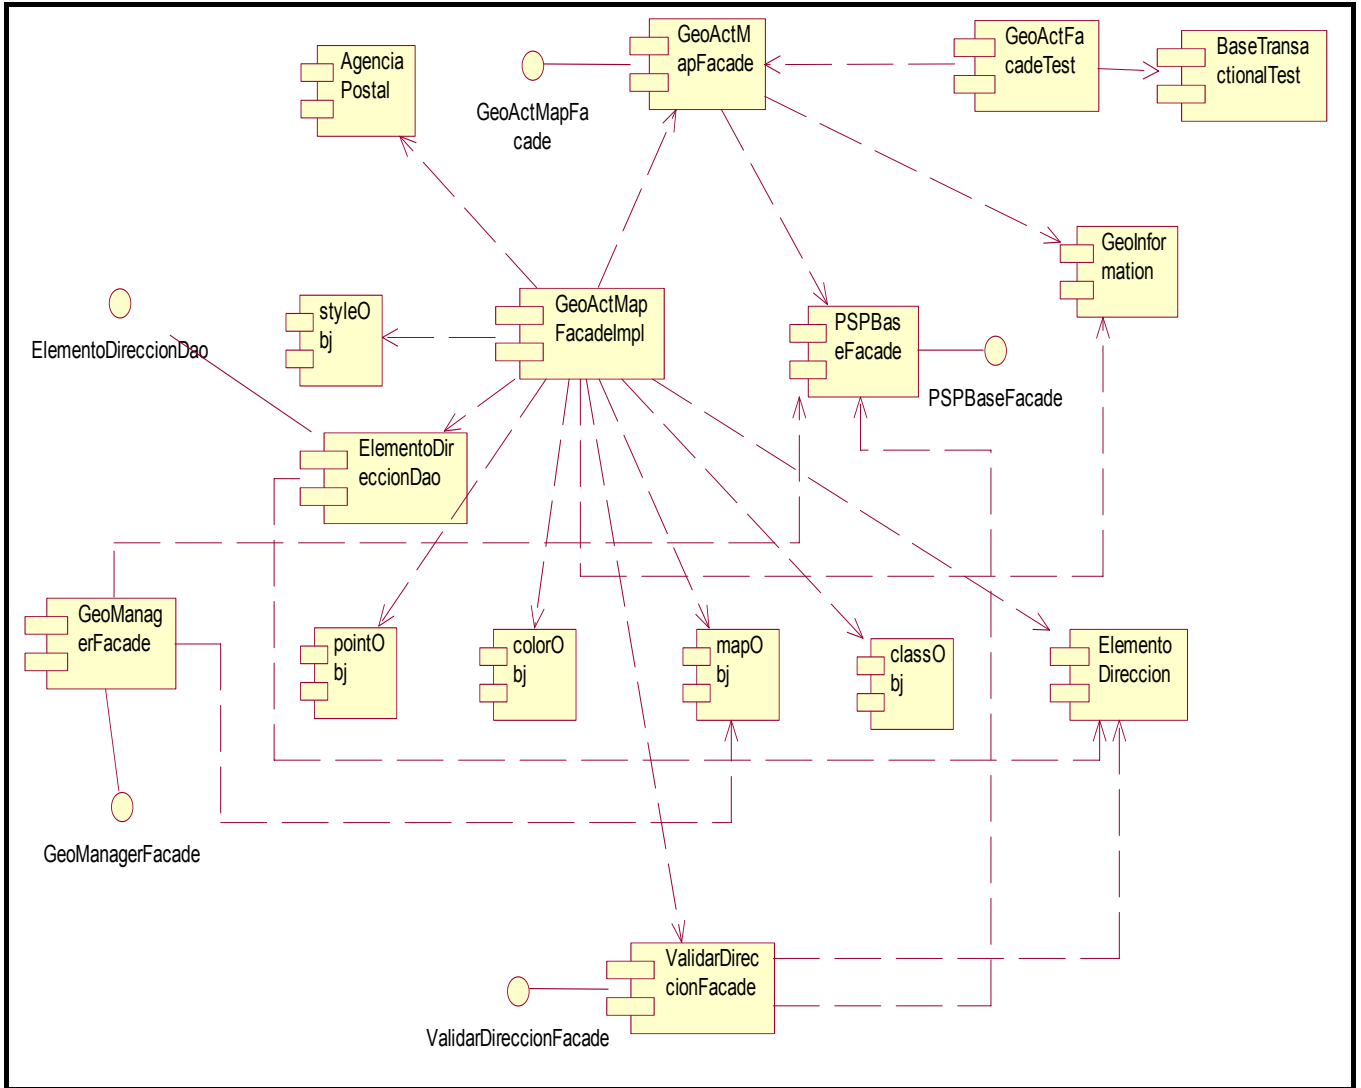 GeoActM
apFacade
GeoActFa
cadeTest
BaseTransa
ctionalTest
Agencia
Postal
GeoActMapFa
cade
GeoInfor
mation
styleO
bj
GeoActMap
FacadeImpl
PSPBas
eFacade
ElementoDireccionDao
PSPBaseFacade
ElementoDir
eccionDao
GeoManag
erFacade
pointO
bj
colorO
bj
mapO
bj
classO
bj
Elemento
Direccion
GeoManagerFacade
ValidarDirec
cionFacade
ValidarDireccionFacade